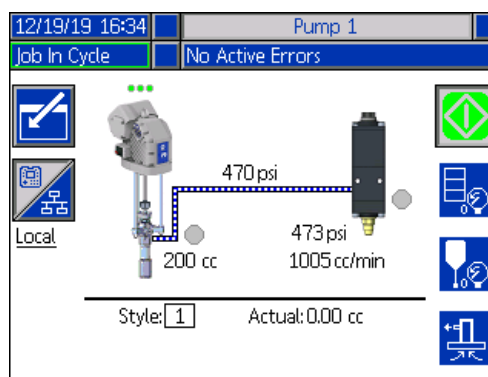 12/19/19 16:34 Pump 1
Job In Cycle No Active Errors
470 psi
Local
473 psi
200 cc 1005 cc/min
Style: 1 Actual: 0.00 cc